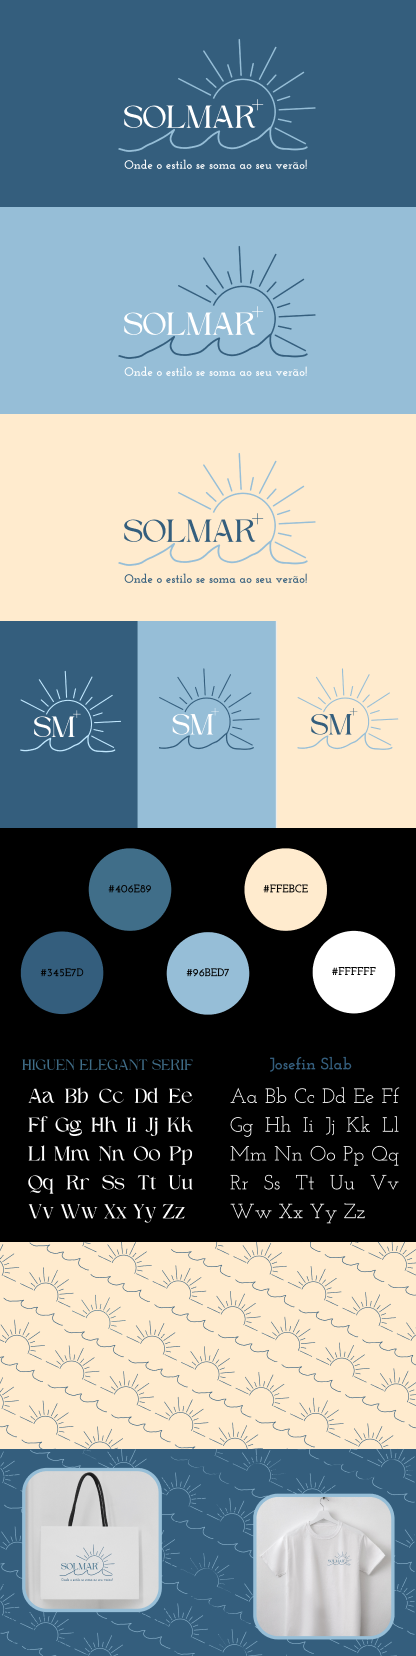 SOLMAR+
Onde o estilo se soma ao seu verão!
SOLMAR+
Onde o estilo se soma ao seu verão!
SOLMAR+
Onde o estilo se soma ao seu verão!
SM+ SM+ SM+
#406E89 #FFEBCE
#345E7D #96BED7 #FFFFFF
HIGUEN ELEGANT SERIF
Aa Bb Cc Dd Ee
Ff Gg Hh Ii Jj Kk
Ll Mm Nn Oo Pp
Qq Rr Ss Tt Uu
Vv Ww Xx Yy Zz
Josefin Slab
Aa Bb Cc Dd Ee Ff
Gg Hh Ii Jj Kk Ll
Mm Nn Oo Pp Qq
Rr Ss Tt Uu Vv
Ww Xx Yy Zz
SOLMAR+
Onde o estilo se soma ao seu verão!